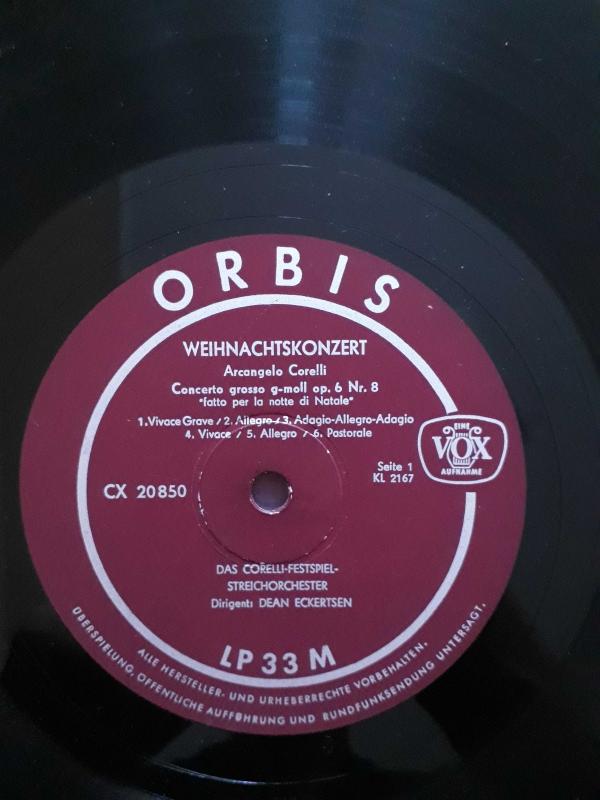 ORBIS
WEIHNACHTSKONZERT
Arcangelo Corelli
Concerto grosso g-moll op. 6 Nr. 8
"fatto per la notte di Natale"
1. Vivace Grave / 2. Allegro / 3. Adagio-Allegro-Adagio
4. Vivace / 5. Allegro / 6. Pastorale
EINE
VOX
AUFNAHME
Seite 1
KL 2167
CX 20850
DAS CORELLI-FESTSPIEL-
STREICHORCHESTER
Dirigent: DEAN ECKERTSEN
LP 33 M
ALLE HERSTELLER- UND URHEBERRECHTE VORBEHALTEN.
ÜBERSPIELUNG, ÖFFENTLICHE AUFFÜHRUNG UND RUNDFUNKSENDUNG UNTERSAGT.